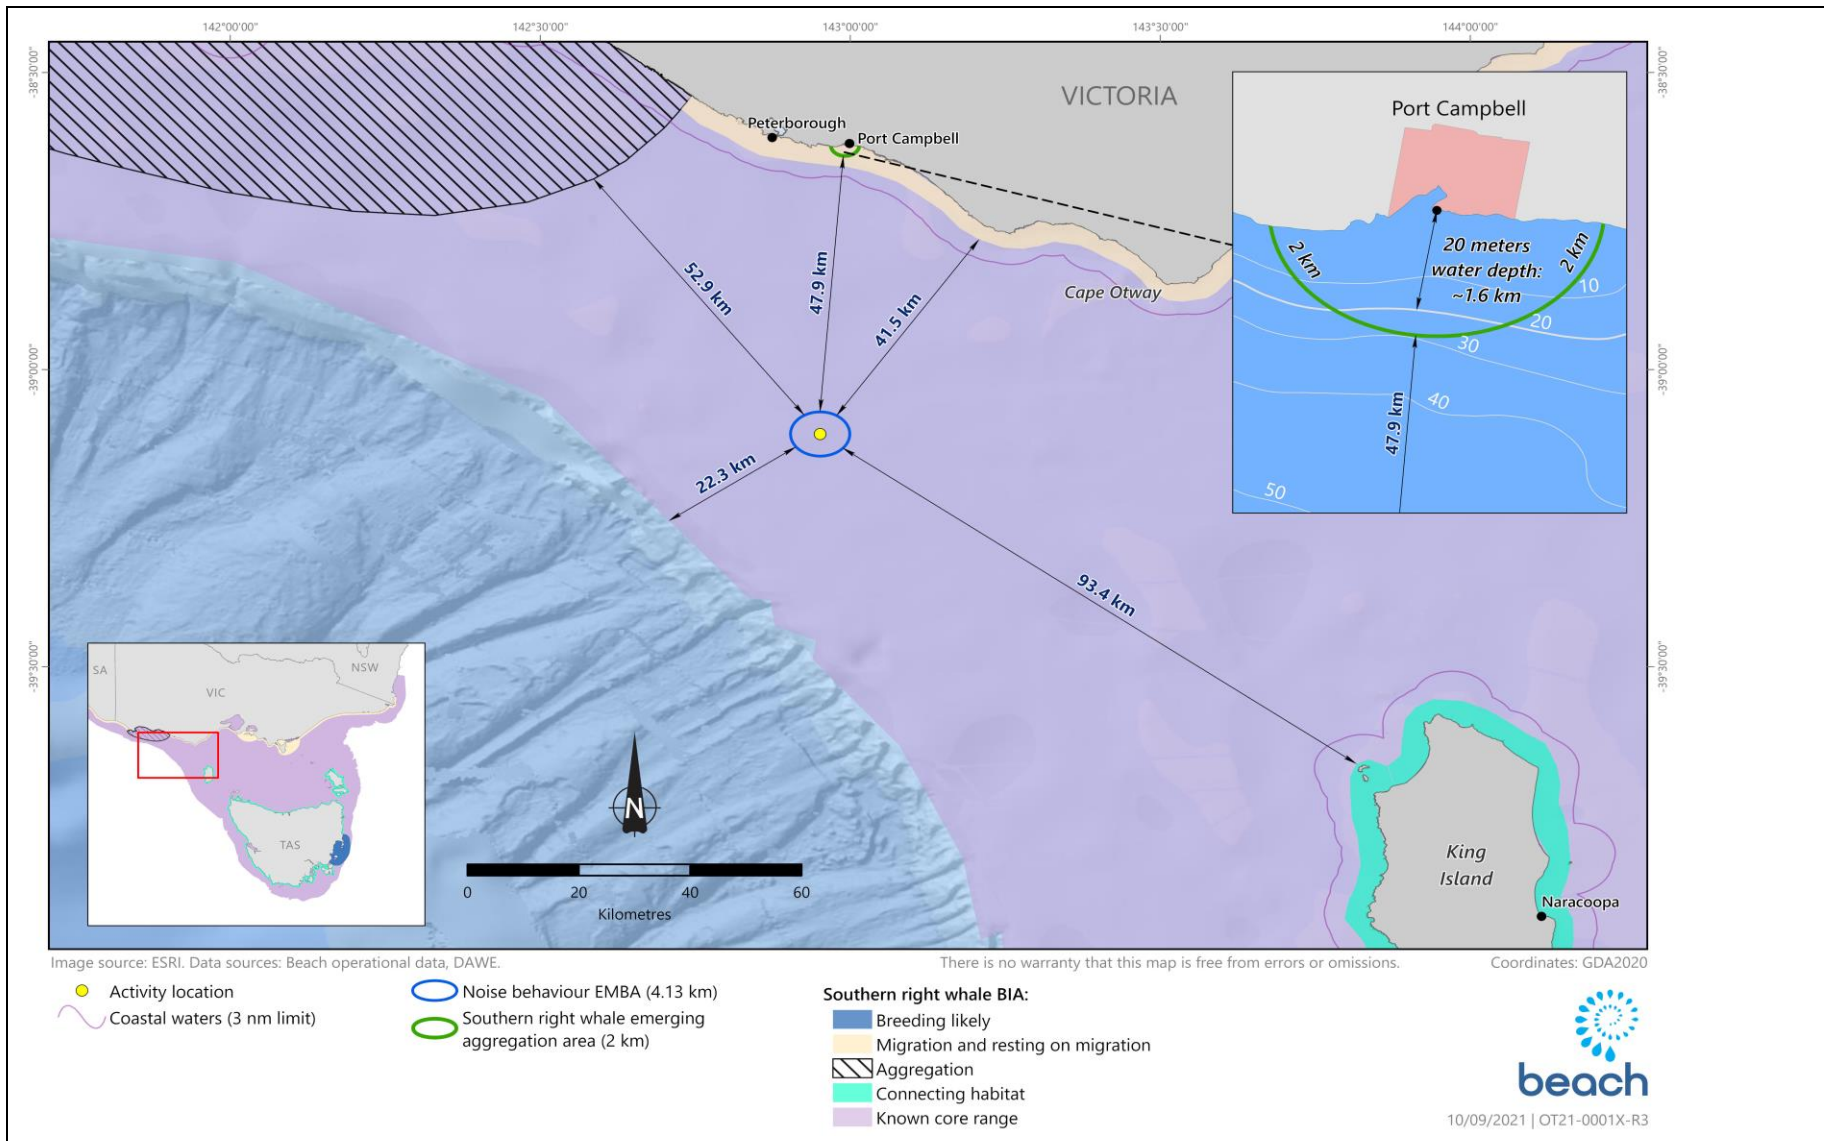 142°00'00"
142°30'00"
143°00'00"
143°30'00"
144°00'00"
-38°30'00"
-38°30'00"
VICTORIA
Peterborough
Port Campbell
Port Campbell
2 km
2 km
20 meters
water depth:
~1.6 km
10
20
30
40
50
47.9 km
52.9 km
47.9 km
41.5 km
Cape Otway
-39°00'00"
-39°00'00"
22.3 km
93.4 km
-39°30'00"
-39°30'00"
SA
VIC
NSW
TAS
N
0
20
40
60
Kilometres
King
Island
Naracoopa
Image source: ESRI. Data sources: Beach operational data, DAWE.
There is no warranty that this map is free from errors or omissions.
Coordinates: GDA2020
Activity location
Coastal waters (3 nm limit)
Noise behaviour EMBA (4.13 km)
Southern right whale emerging
aggregation area (2 km)
Southern right whale BIA:
Breeding likely
Migration and resting on migration
Aggregation
Connecting habitat
Known core range
beach
10/09/2021 | OT21-0001X-R3